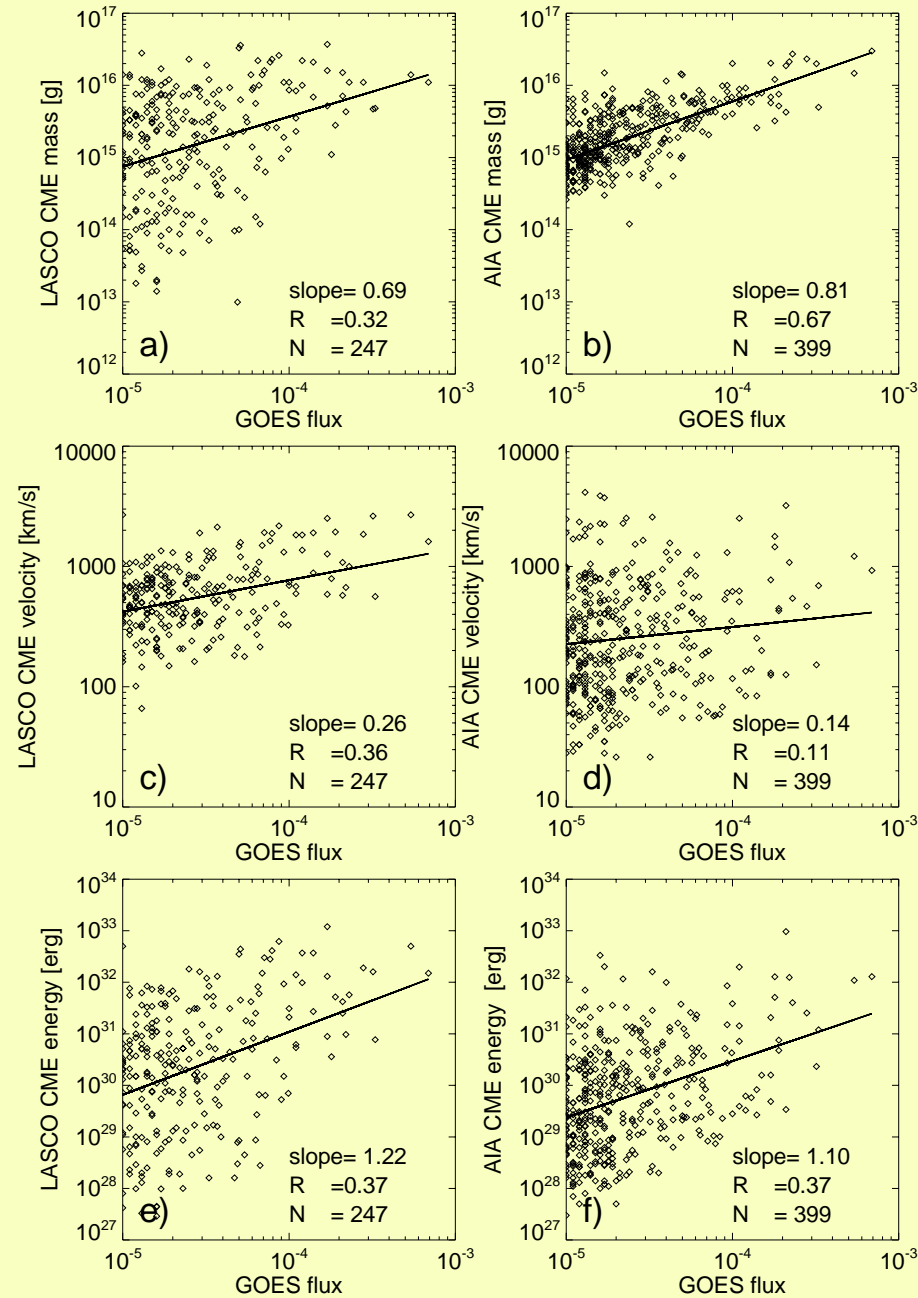 10^17
10^16
10^15
10^14
10^13
10^12
LASCO CME mass [g]
slope= 0.69
R =0.32
N = 247
a)
10^-5 10^-4 10^-3
GOES flux
10^17
10^16
10^15
10^14
10^13
10^12
AIA CME mass [g]
slope= 0.81
R =0.67
N = 399
b)
10^-5 10^-4 10^-3
GOES flux
10000
1000
100
10
LASCO CME velocity [km/s]
slope= 0.26
R =0.36
N = 247
c)
10^-5 10^-4 10^-3
GOES flux
10000
1000
100
10
AIA CME velocity [km/s]
slope= 0.14
R =0.11
N = 399
d)
10^-5 10^-4 10^-3
GOES flux
10^34
10^33
10^32
10^31
10^30
10^29
10^28
10^27
LASCO CME energy [erg]
slope= 1.22
R =0.37
N = 247
e)
10^-5 10^-4 10^-3
GOES flux
10^34
10^33
10^32
10^31
10^30
10^29
10^28
10^27
AIA CME energy [erg]
slope= 1.10
R =0.37
N = 399
f)
10^-5 10^-4 10^-3
GOES flux